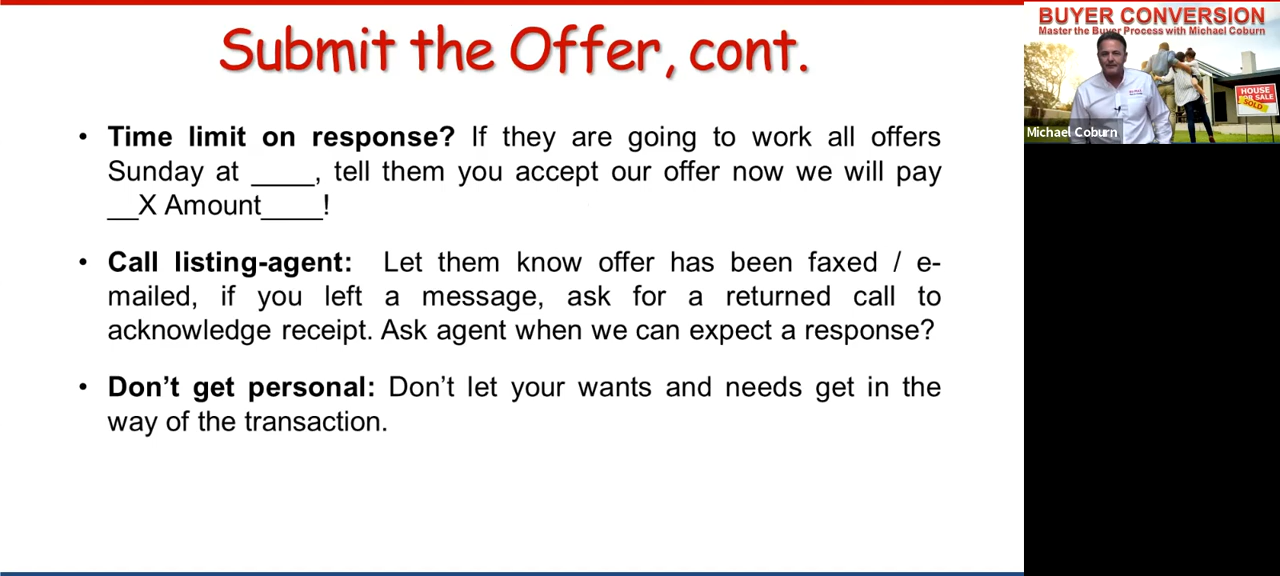 Submit the Offer, cont.
• Time limit on response? If they are going to work all offers
Sunday at ____, tell them you accept our offer now we will pay
__X Amount____!
• Call listing-agent: Let them know offer has been faxed / e-
mailed, if you left a message, ask for a returned call to
acknowledge receipt. Ask agent when we can expect a response?
• Don't get personal: Don't let your wants and needs get in the
way of the transaction.
BUYER CONVERSION
Master the Buyer Process with Michael Coburn
HOUSE
FOR SALE
SOLD
Michael Coburn